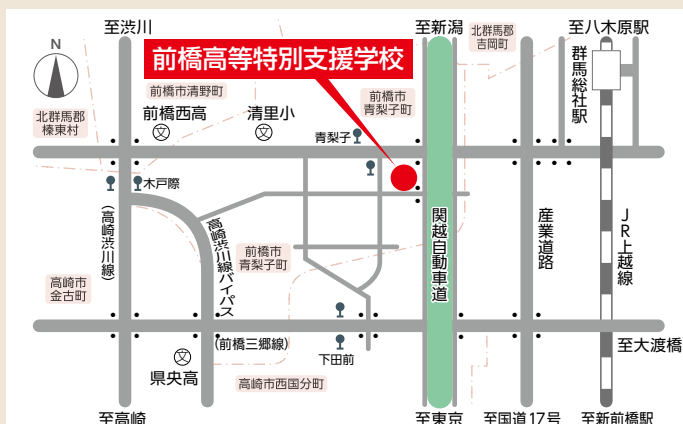 至渋川
至新潟
北群馬郡
吉岡町
至八木原駅
N
前橋高等特別支援学校
群馬総社駅
前橋市清野町
前橋市
青梨子町
北群馬郡
榛東村
前橋西高
清里小
文
文
青梨子
木戸際
(高崎渋川線)
高崎渋川線バイパス
前橋市
青梨子町
関越自動車道
産業道路
JR上越線
高崎市
金古町
(前橋三郷線)
下田前
至大渡橋
文
県央高
高崎市西国分町
至高崎
至東京
至国道17号
至新前橋駅